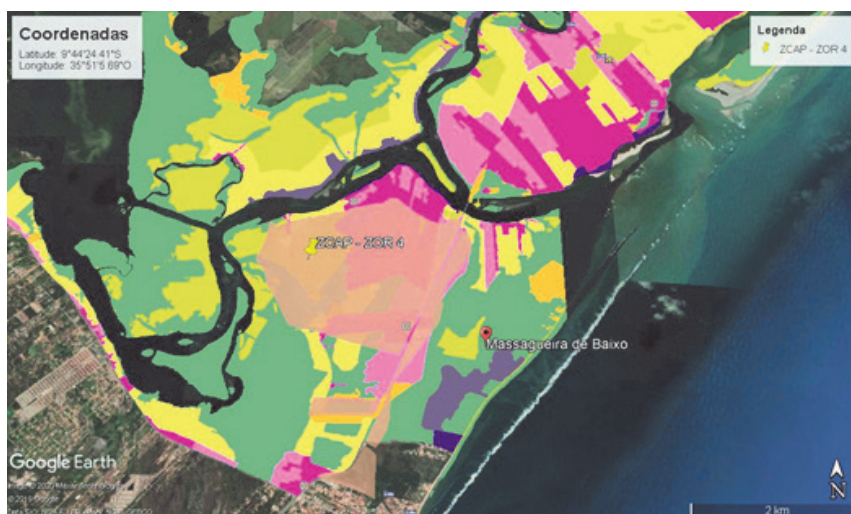 Coordenadas
Latitude: 9°44'24.41"S
Longitude: 35°51'5.69"O
Legenda
ZCAP - ZOR 4
ZCAP - ZOR 4
Massagueira de Baixo
Google Earth
N
2 km